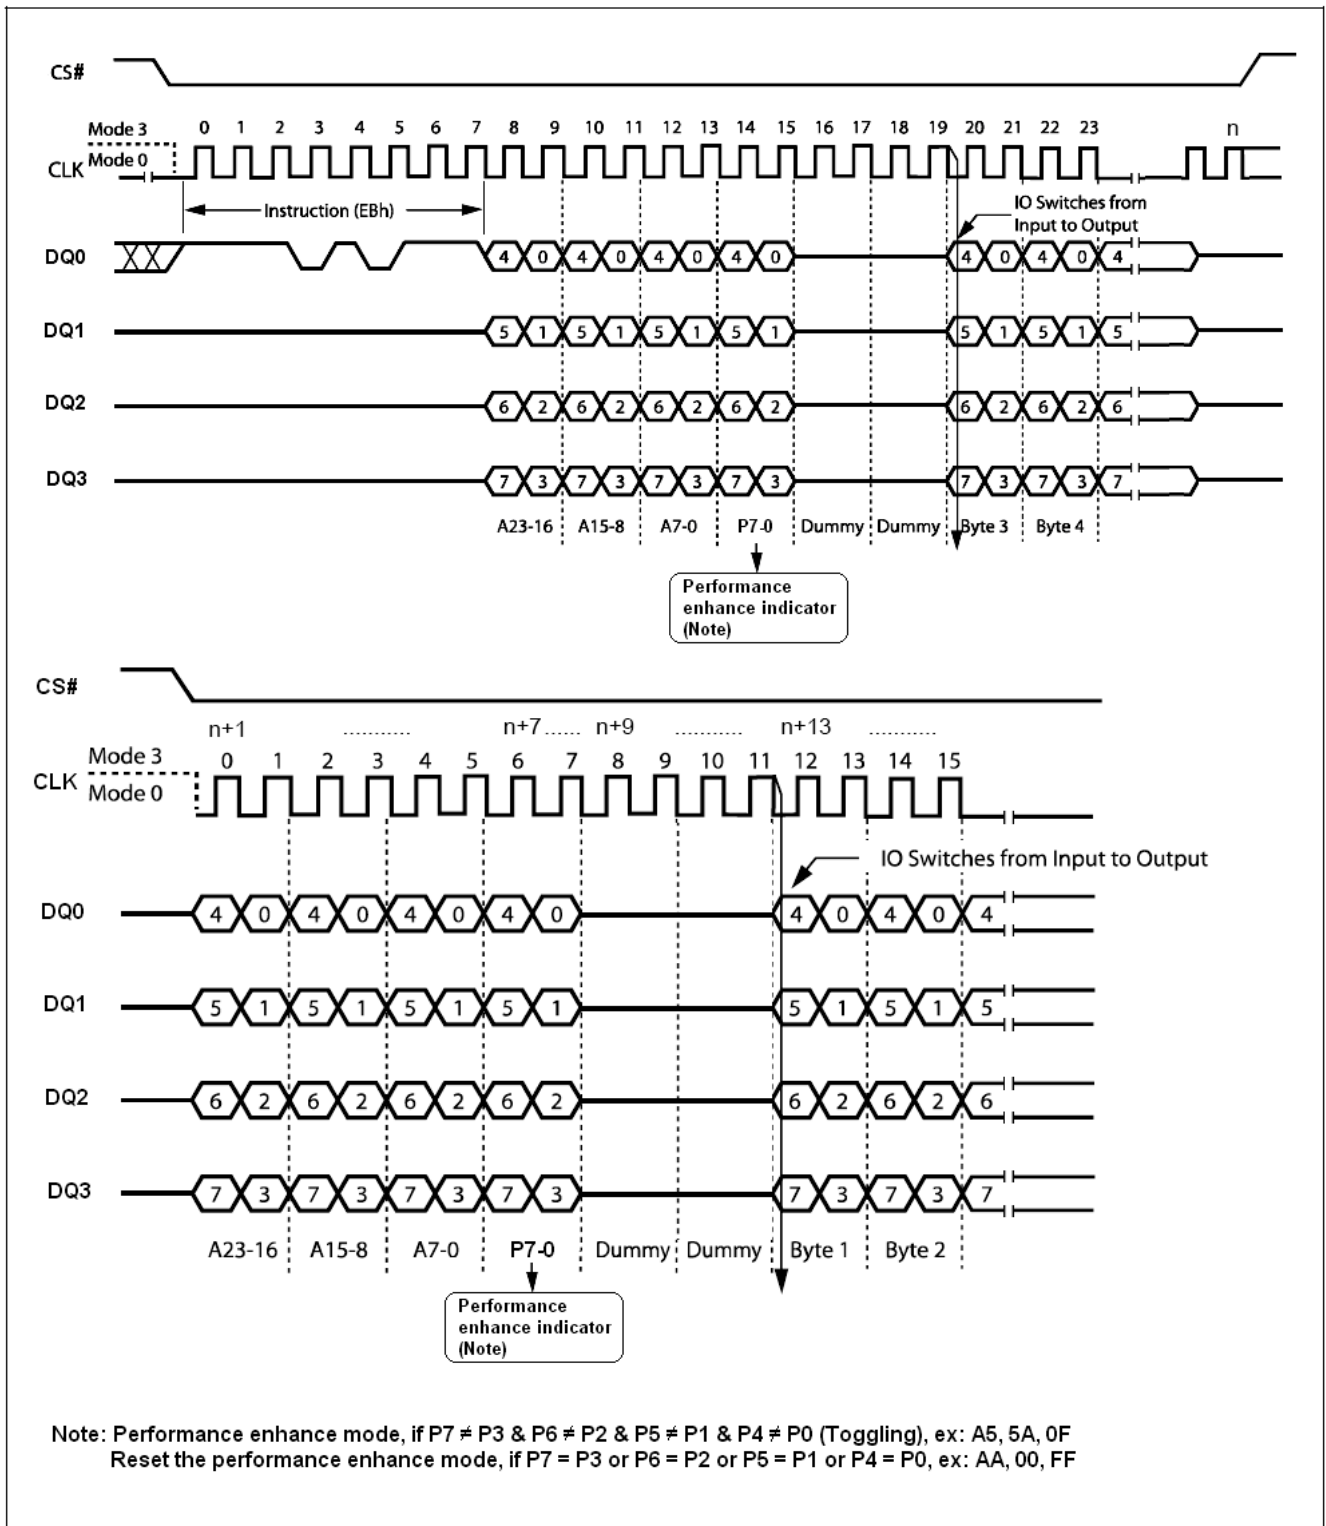 CS#
Mode 3 0 1 2 3 4 5 6 7 8 9 10 11 12 13 14 15 16 17 18 19 20 21 22 23 n
Mode 0
CLK
Instruction (EBh)
IO Switches from
Input to Output
DQ0 4 0 4 0 4 0 4 0 4 0 4 0 4
DQ1 5 1 5 1 5 1 5 1 5 1 5 1 5
DQ2 6 2 6 2 6 2 6 2 6 2 6 2 6
DQ3 7 3 7 3 7 3 7 3 7 3 7 3 7
A23-16 A15-8 A7-0 P7-0 Dummy Dummy Byte 3 Byte 4
Performance
enhance indicator
(Note)
CS#
n+1 ........... n+7 ...... n+9 ........... n+13 ...........
Mode 3 0 1 2 3 4 5 6 7 8 9 10 11 12 13 14 15
CLK
Mode 0
IO Switches from Input to Output
DQ0 4 0 4 0 4 0 4 0 4 0 4 0 4
DQ1 5 1 5 1 5 1 5 1 5 1 5 1 5
DQ2 6 2 6 2 6 2 6 2 6 2 6 2 6
DQ3 7 3 7 3 7 3 7 3 7 3 7 3 7
A23-16 A15-8 A7-0 P7-0 Dummy Dummy Byte 1 Byte 2
Performance
enhance indicator
(Note)
Note: Performance enhance mode, if P7 ≠ P3 & P6 ≠ P2 & P5 ≠ P1 & P4 ≠ P0 (Toggling), ex: A5, 5A, 0F
Reset the performance enhance mode, if P7 = P3 or P6 = P2 or P5 = P1 or P4 = P0, ex: AA, 00, FF